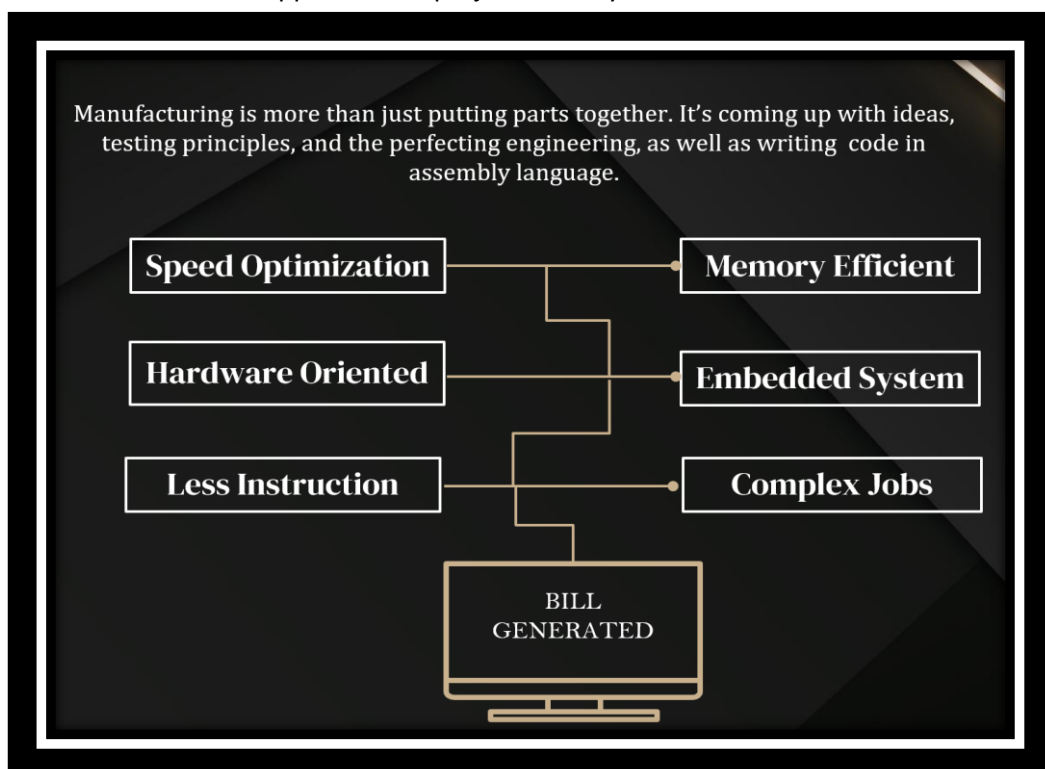 Manufacturing is more than just putting parts together. It's coming up with ideas,
testing principles, and the perfecting engineering, as well as writing code in
assembly language.
Speed Optimization
Memory Efficient
Hardware Oriented
Embedded System
Less Instruction
Complex Jobs
BILL
GENERATED